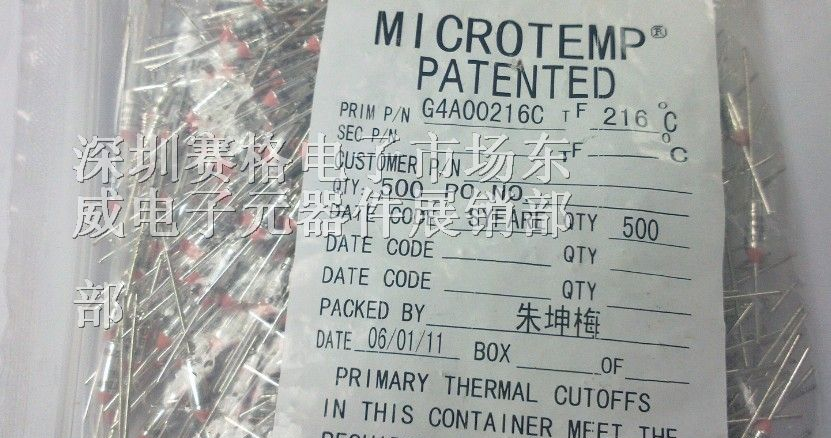 MICROTEMP®
PATENTED
PRIM P/N G4A00216C TF 216 °C
SEC P/N TF °C
CUSTOMER P/N
QTY. 500 PO NO
DATE CODE QTY 500
DATE CODE QTY
DATE CODE QTY
PACKED BY 朱坤梅
DATE 06/01/11 BOX OF
PRIMARY THERMAL CUTOFFS
IN THIS CONTAINER MEET THE
深圳赛格电子市场东
威电子元器件展销部
部